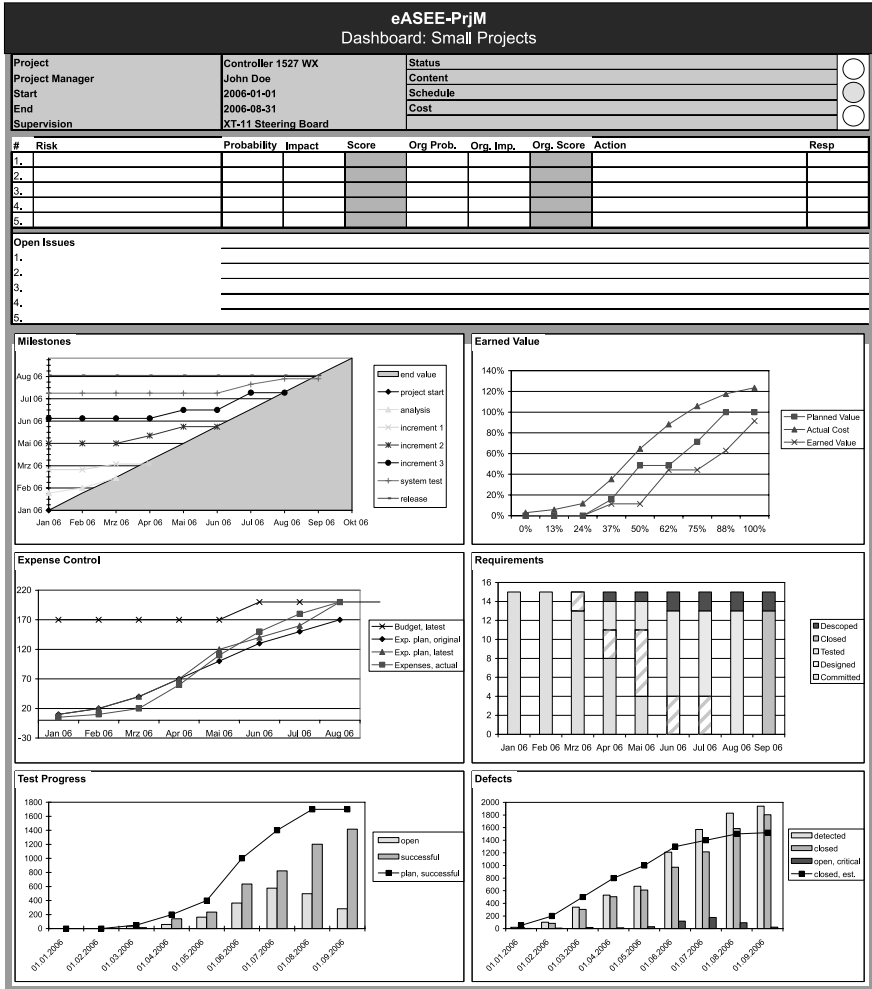 eASEE-PrjM
Dashboard: Small Projects
Project Controller 1527 WX Status
Project Manager John Doe Content
Start 2006-01-01 Schedule
End 2006-08-31 Cost
Supervision XT-11 Steering Board
# Risk Probability Impact Score Org Prob. Org. Imp. Org. Score Action Resp
1.
2.
3.
4.
5.
Open Issues
1.
2.
3.
4.
5.
Milestones
Aug 06
Jul 06
Jun 06
Mai 06
Mrz 06
Feb 06
Jan 06
Jan 06 Feb 06 Mrz 06 Apr 06 Mai 06 Jun 06 Jul 06 Aug 06 Sep 06 Okt 06
end value
project start
analysis
increment 1
increment 2
increment 3
system test
release
Earned Value
140%
120%
100%
80%
60%
40%
20%
0%
0% 13% 24% 37% 50% 62% 75% 88% 100%
Planned Value
Actual Cost
Earned Value
Expense Control
220
170
120
70
20
-30
Jan 06 Feb 06 Mrz 06 Apr 06 Mai 06 Jun 06 Jul 06 Aug 06
Budget, latest
Exp. plan, original
Exp. plan, latest
Expenses, actual
Requirements
16
14
12
10
8
6
4
2
0
Jan 06 Feb 06 Mrz 06 Apr 06 Mai 06 Jun 06 Jul 06 Aug 06 Sep 06
Descoped
Closed
Tested
Designed
Committed
Test Progress
1800
1600
1400
1200
1000
800
600
400
200
0
01.01.2006 01.02.2006 01.03.2006 01.04.2006 01.05.2006 01.06.2006 01.07.2006 01.08.2006 01.09.2006
open
successful
plan, successful
Defects
2000
1800
1600
1400
1200
1000
800
600
400
200
0
01.01.2006 01.02.2006 01.03.2006 01.04.2006 01.05.2006 01.06.2006 01.07.2006 01.08.2006 01.09.2006
detected
closed
open, critical
closed, est.